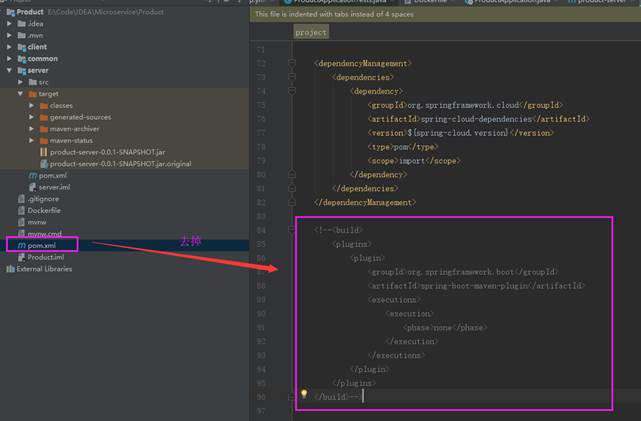 Product E:\Code\IDEA\Microservice\Product
.idea
.mvn
client
common
server
src
target
classes
generated-sources
maven-archiver
maven-status
product-server-0.0.1-SNAPSHOT.jar
product-server-0.0.1-SNAPSHOT.jar.original
pom.xml
server.iml
.gitignore
Dockerfile
mvnw
mvnw.cmd
pom.xml
Product.iml
External Libraries
去掉
This file is indented with tabs instead of 4 spaces
project
71
72 <dependencyManagement>
73 <dependencies>
74 <dependency>
75 <groupId>org.springframework.cloud</groupId>
76 <artifactId>spring-cloud-dependencies</artifactId>
77 <version>${spring-cloud.version}</version>
78 <type>pom</type>
79 <scope>import</scope>
80 </dependency>
81 </dependencies>
82 </dependencyManagement>
83
84 <!--<build>
85 <plugins>
86 <plugin>
87 <groupId>org.springframework.boot</groupId>
88 <artifactId>spring-boot-maven-plugin</artifactId>
89 <executions>
90 <execution>
91 <phase>none</phase>
92 </execution>
93 </executions>
94 </plugin>
95 </plugins>
96 </build>-->
97